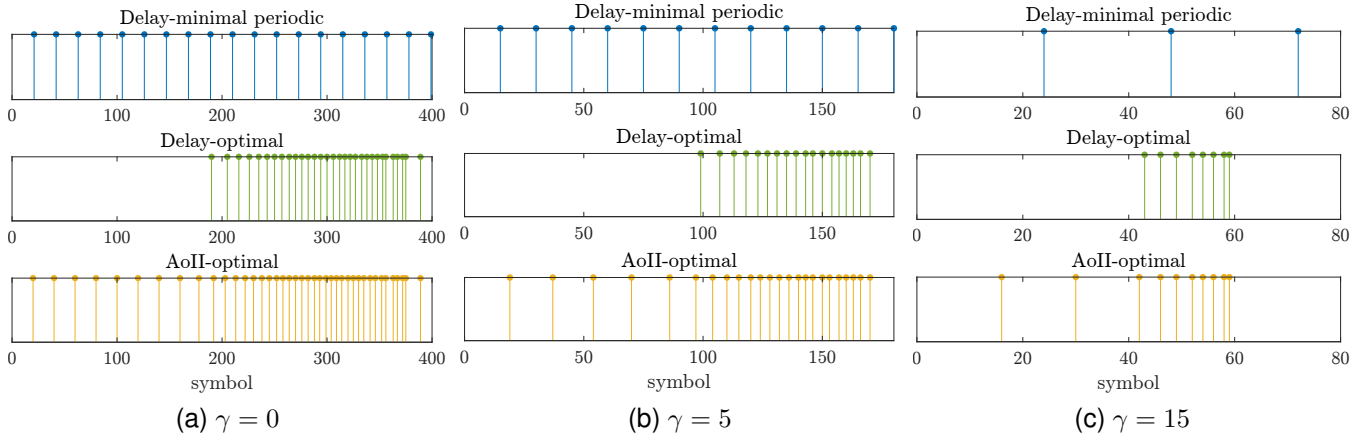 Delay-minimal periodic
0 100 200 300 400
Delay-optimal
0 100 200 300 400
AoII-optimal
0 100 200 300 400
symbol
(a) γ = 0
Delay-minimal periodic
0 50 100 150
Delay-optimal
0 50 100 150
AoII-optimal
0 50 100 150
symbol
(b) γ = 5
Delay-minimal periodic
0 20 40 60 80
Delay-optimal
0 20 40 60 80
AoII-optimal
0 20 40 60 80
symbol
(c) γ = 15